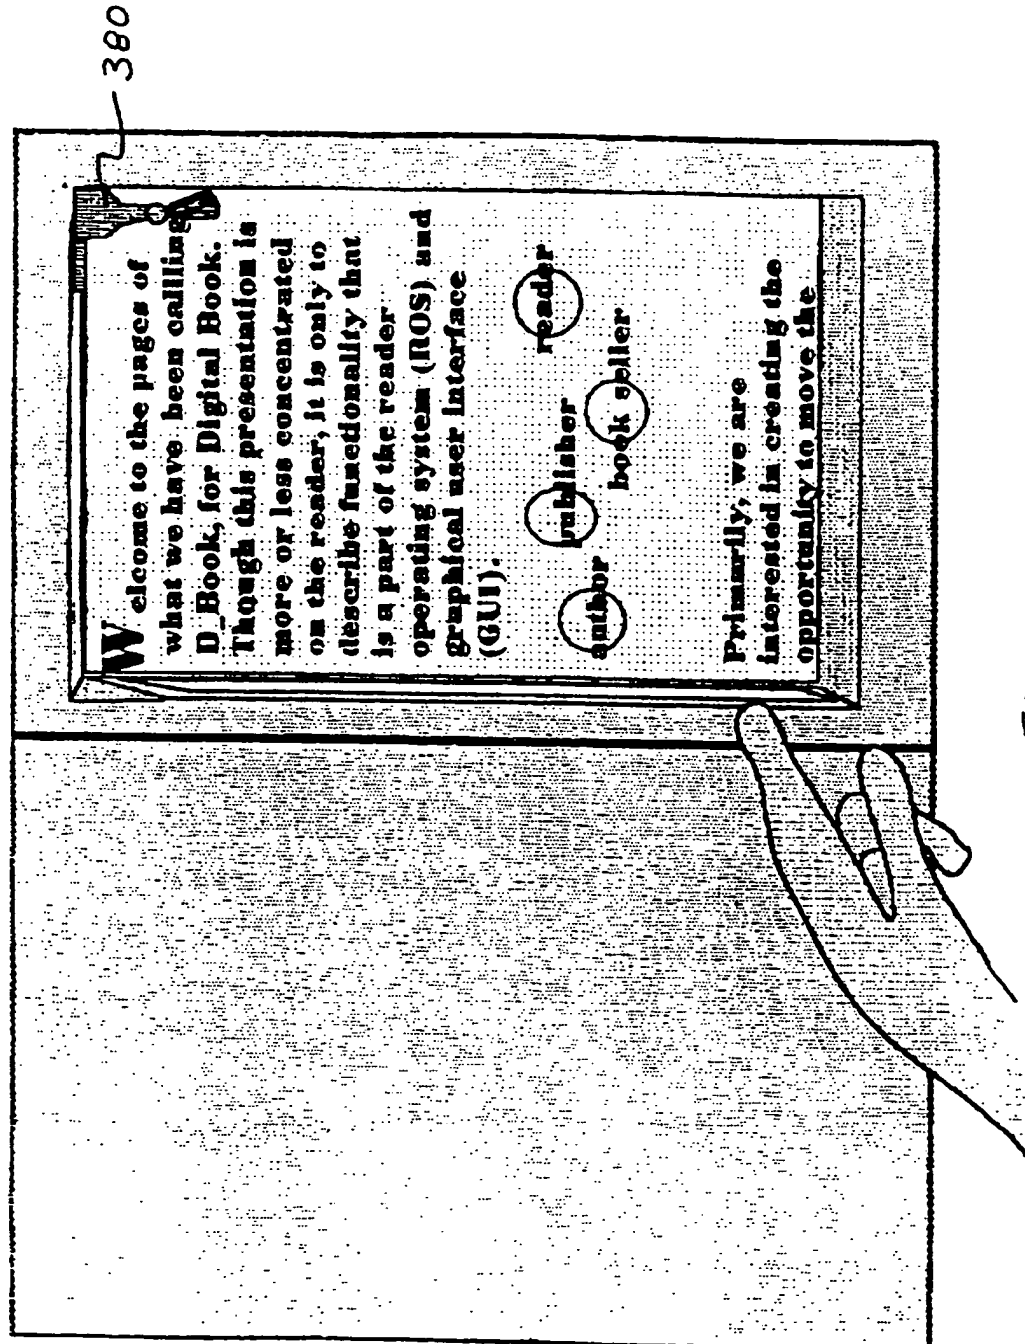 380
Welcome to the pages of
what we have been callling
D_Book, for Digital Book.
Though this presentation is
more or less concentrated
on the reader, it is only to
describe fumedionality that
is a part of the reader
operating system (ROS) and
graphical user interface
(GUI).
author publisher book seller reader
Primarily, we are
interested in creating the
opportunity to move the